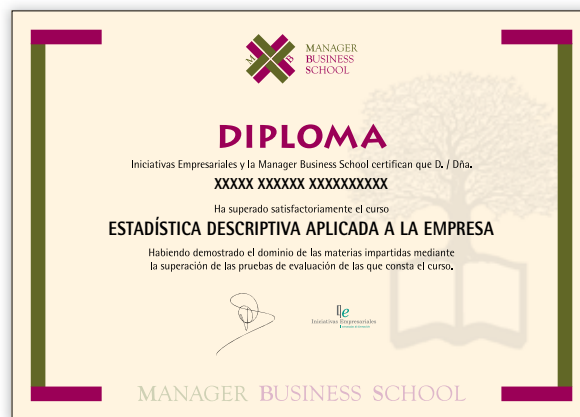 M B
MANAGER
BUSINESS
SCHOOL
DIPLOMA
Iniciativas Empresariales y la Manager Business School certifican que D. / Dña.
XXXXX XXXXXX XXXXXXXXXX
Ha superado satisfactoriamente el curso
ESTADÍSTICA DESCRIPTIVA APLICADA A LA EMPRESA
Habiendo demostrado el dominio de las materias impartidas mediante
la superación de las pruebas de evaluación de las que consta el curso.
Iniciativas Empresariales
MANAGER BUSINESS SCHOOL